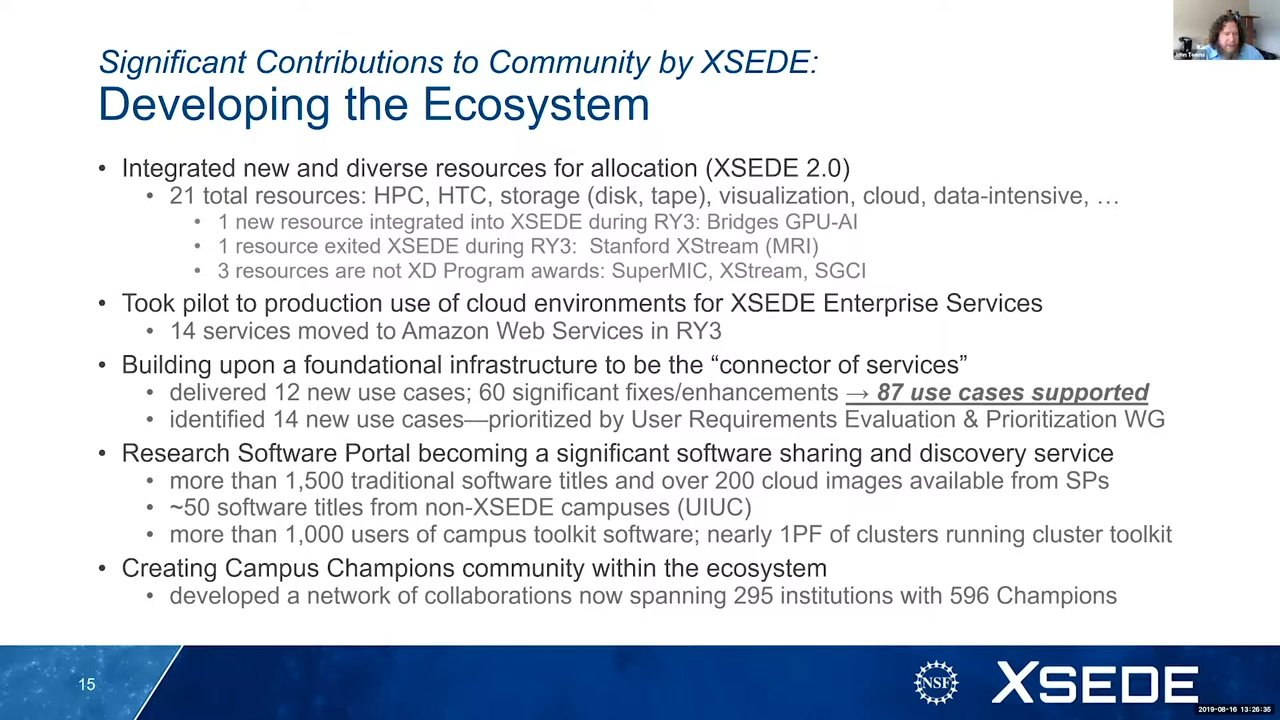 Significant Contributions to Community by XSEDE:
Developing the Ecosystem
• Integrated new and diverse resources for allocation (XSEDE 2.0)
• 21 total resources: HPC, HTC, storage (disk, tape), visualization, cloud, data-intensive, …
• 1 new resource integrated into XSEDE during RY3: Bridges GPU-AI
• 1 resource exited XSEDE during RY3: Stanford XStream (MRI)
• 3 resources are not XD Program awards: SuperMIC, XStream, SGCI
• Took pilot to production use of cloud environments for XSEDE Enterprise Services
• 14 services moved to Amazon Web Services in RY3
• Building upon a foundational infrastructure to be the “connector of services”
• delivered 12 new use cases; 60 significant fixes/enhancements → 87 use cases supported
• identified 14 new use cases—prioritized by User Requirements Evaluation & Prioritization WG
• Research Software Portal becoming a significant software sharing and discovery service
• more than 1,500 traditional software titles and over 200 cloud images available from SPs
• ~50 software titles from non-XSEDE campuses (UIUC)
• more than 1,000 users of campus toolkit software; nearly 1PF of clusters running cluster toolkit
• Creating Campus Champions community within the ecosystem
• developed a network of collaborations now spanning 295 institutions with 596 Champions
15
NSF
XSEDE
2019-08-16 13:26:35
John Towns